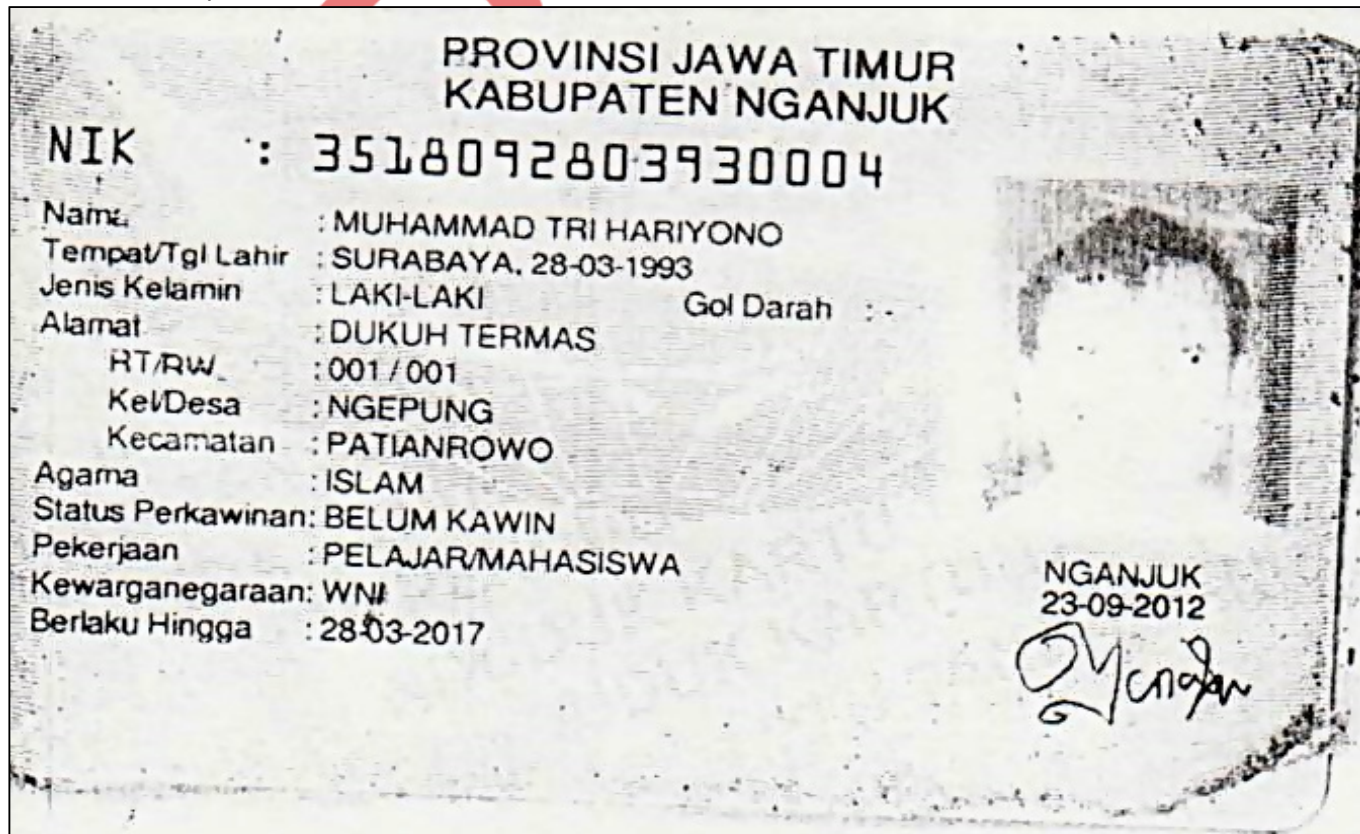 PROVINSI JAWA TIMUR
KABUPATEN NGANJUK
NIK : 3518092803930004
Nama : MUHAMMAD TRI HARIYONO
Tempat/Tgl Lahir : SURABAYA, 28-03-1993
Jenis Kelamin : LAKI-LAKI Gol Darah : -
Alamat : DUKUH TERMAS
RT/RW : 001/001
Kel/Desa : NGEPUNG
Kecamatan : PATIANROWO
Agama : ISLAM
Status Perkawinan: BELUM KAWIN
Pekerjaan : PELAJAR/MAHASISWA
Kewarganegaraan: WNI
Berlaku Hingga : 28-03-2017
NGANJUK
23-09-2012